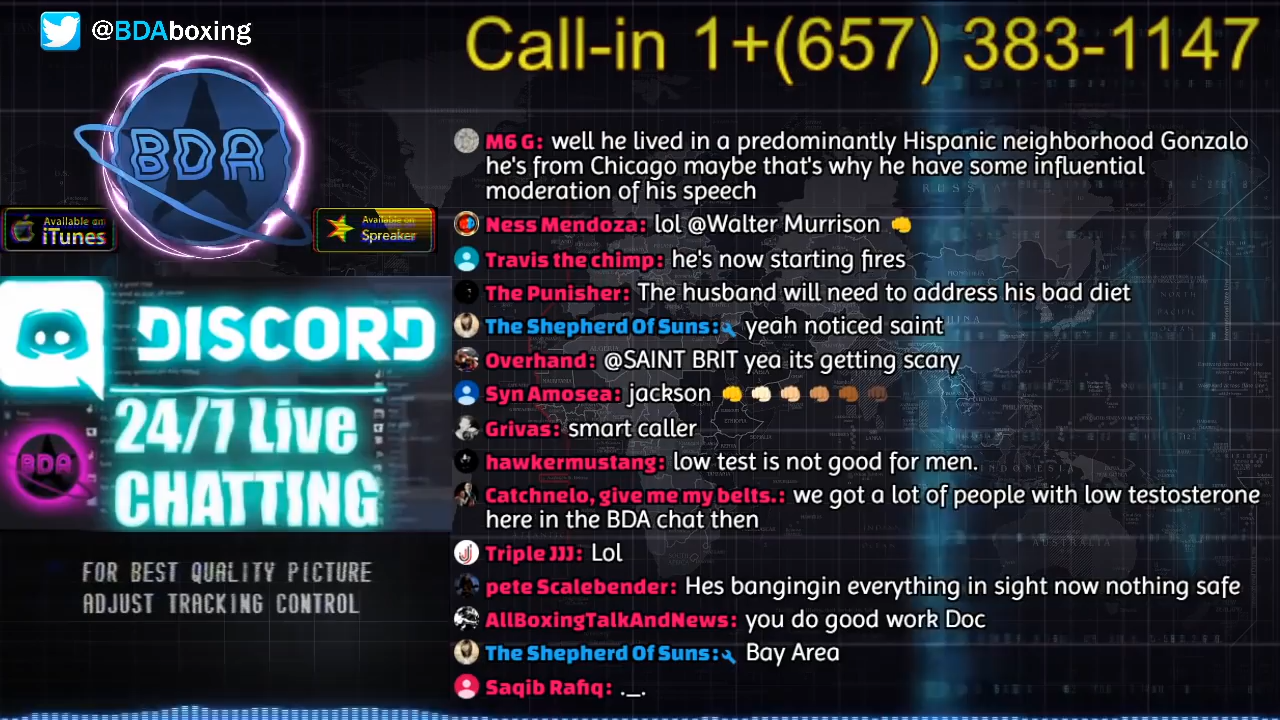 @BDAboxing
Call-in 1+(657) 383-1147
BDA
Available on
iTunes
Available on
Spreaker
DISCORD
24/7 Live
CHATTING
BDA
FOR BEST QUALITY PICTURE
ADJUST TRACKING CONTROL
M6 G: well he lived in a predominantly Hispanic neighborhood Gonzalo
he's from Chicago maybe that's why he have some influential
moderation of his speech
Ness Mendoza: lol @Walter Murrison 👊
Travis the chimp: he's now starting fires
The Punisher: The husband will need to address his bad diet
The Shepherd Of Suns: yeah noticed saint
Overhand: @SAINT BRIT yea its getting scary
Syn Amosea: jackson 👊👊🏻👊🏼👊🏽👊🏾👊🏿
Grivas: smart caller
hawkermustang: low test is not good for men.
Catchnelo, give me my belts.: we got a lot of people with low testosterone
here in the BDA chat then
Triple JJJ: Lol
pete Scalebender: Hes bangingin everything in sight now nothing safe
AllBoxingTalkAndNews: you do good work Doc
The Shepherd Of Suns: Bay Area
Saqib Rafiq: ._.